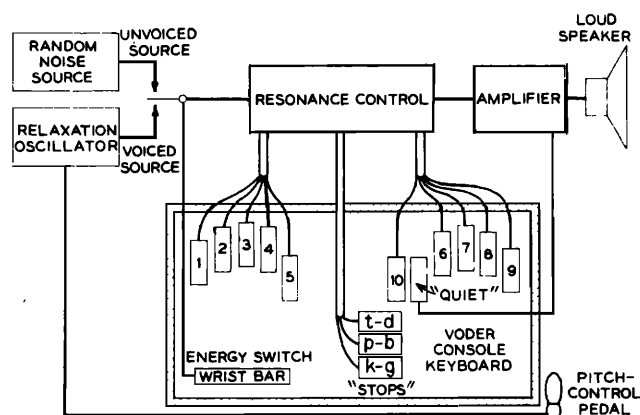 UNVOICED
SOURCE
LOUD
SPEAKER
RANDOM
NOISE
SOURCE
RESONANCE CONTROL
AMPLIFIER
RELAXATION
OSCILLATOR
VOICED
SOURCE
1
2
3
4
5
10
6
7
8
9
"QUIET"
t-d
p-b
k-g
"STOPS"
ENERGY SWITCH
WRIST BAR
VODER
CONSOLE
KEYBOARD
PITCH-
CONTROL
PEDAL